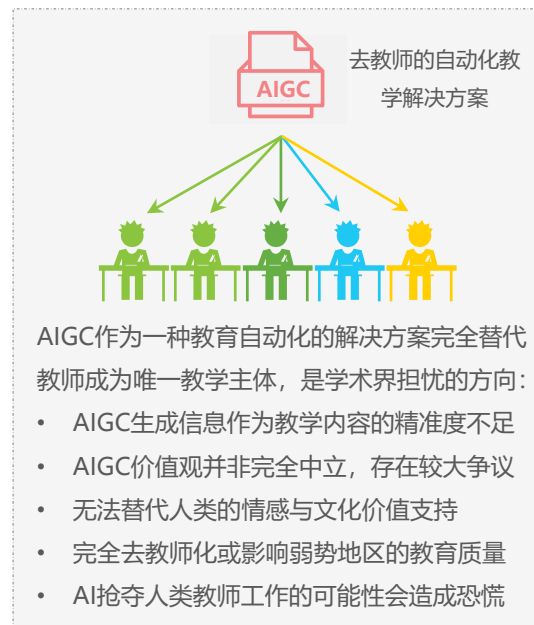 AIGC
去教师的自动化教
学解决方案
AIGC作为一种教育自动化的解决方案完全替代
教师成为唯一教学主体，是学术界担忧的方向：
• AIGC生成信息作为教学内容的精准度不足
• AIGC价值观并非完全中立，存在较大争议
• 无法替代人类的情感与文化价值支持
• 完全去教师化或影响弱势地区的教育质量
• AI抢夺人类教师工作的可能性会造成恐慌